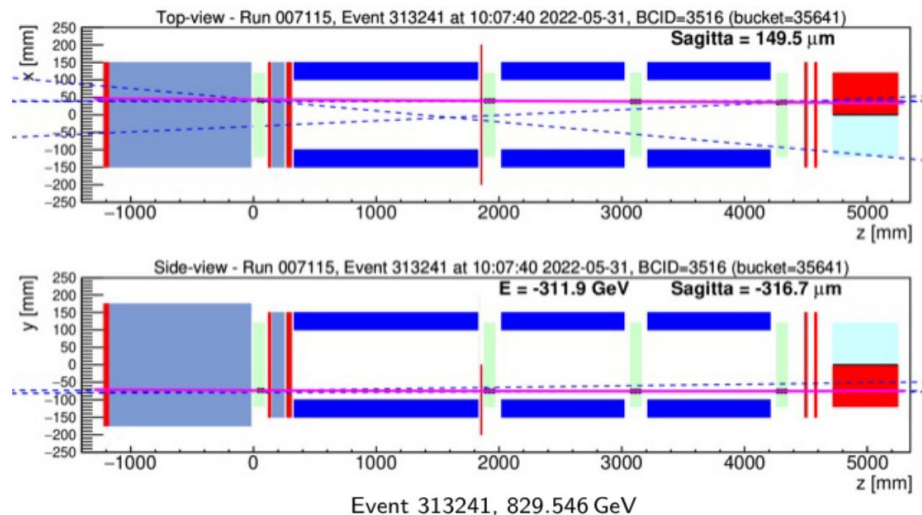 Top-view - Run 007115, Event 313241 at 10:07:40 2022-05-31, BCID=3516 (bucket=35641)
Sagitta = 149.5 μm
x [mm]
250
200
150
100
50
0
−50
−100
−150
−200
−250
−1000 0 1000 2000 3000 4000 5000
z [mm]
Side-view - Run 007115, Event 313241 at 10:07:40 2022-05-31, BCID=3516 (bucket=35641)
E = -311.9 GeV Sagitta = -316.7 μm
y [mm]
250
200
150
100
50
0
−50
−100
−150
−200
−250
−1000 0 1000 2000 3000 4000 5000
z [mm]
Event 313241, 829.546 GeV